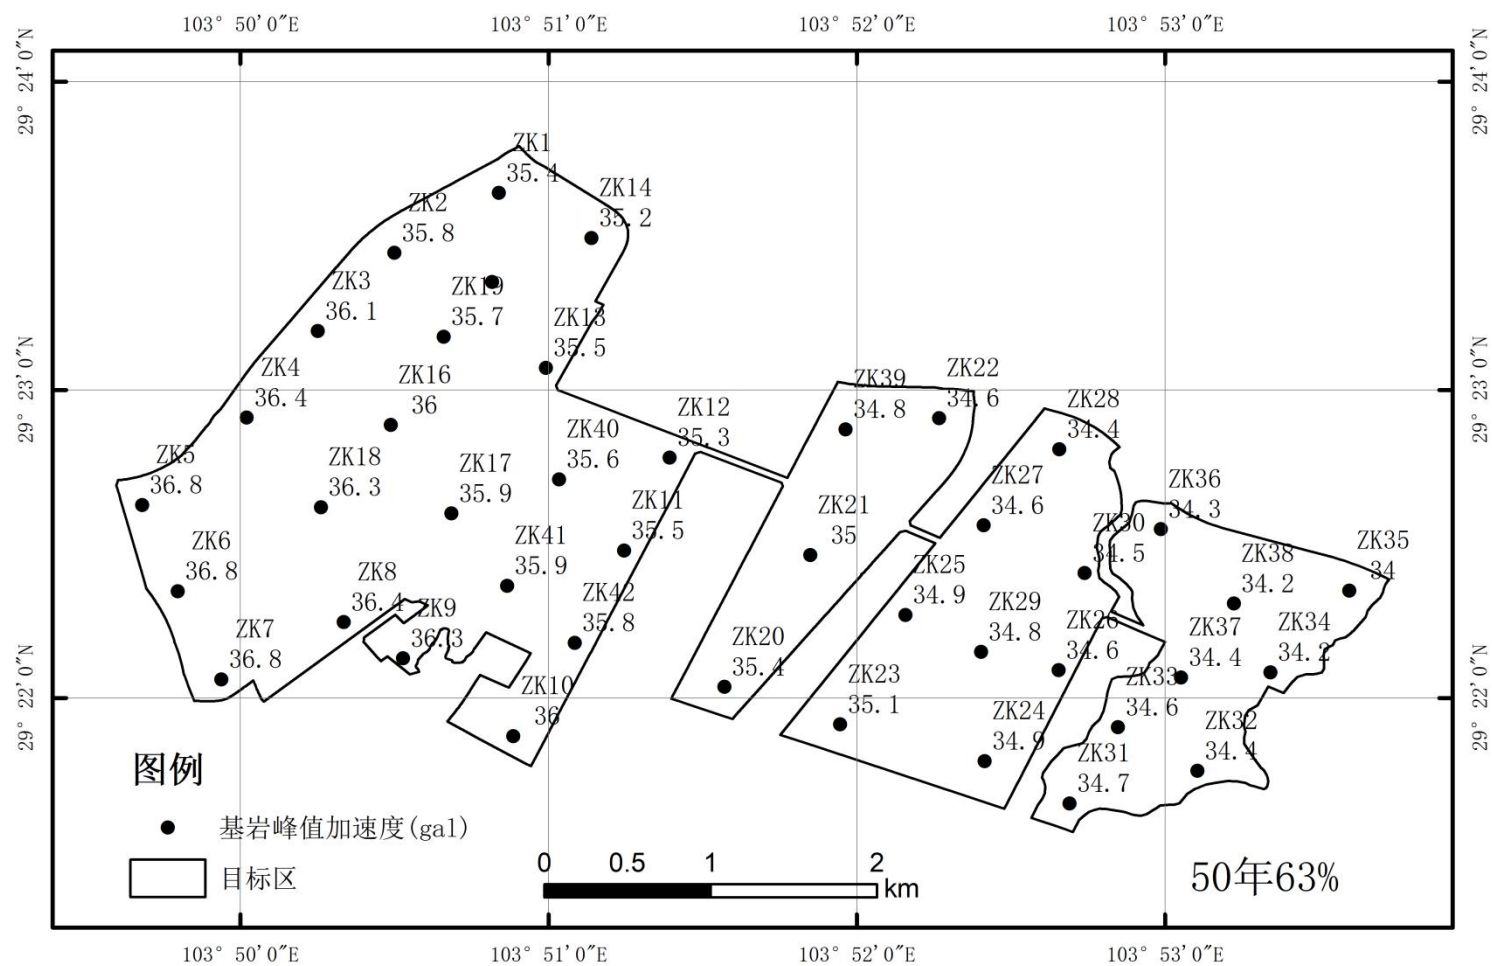 103° 50′0″E
103° 51′0″E
103° 52′0″E
103° 53′0″E
29° 24′0″N
29° 24′0″N
ZK1
35.4
ZK14
35.2
ZK2
35.8
ZK3
36.1
ZK19
35.7
ZK13
35.5
29° 23′0″N
29° 23′0″N
ZK4
36.4
ZK16
36
ZK39
34.8
ZK22
34.6
ZK12
35.3
ZK28
34.4
ZK40
35.6
ZK5
36.8
ZK18
36.3
ZK17
35.9
ZK11
35.5
ZK21
35
ZK27
34.6
ZK36
34.3
ZK30
34.5
ZK6
36.8
ZK41
35.9
ZK38
34.2
ZK35
34
ZK8
36.4
ZK9
36.3
ZK42
35.8
ZK25
34.9
ZK29
34.8
ZK26
34.6
ZK37
34.4
ZK34
34.2
ZK7
36.8
ZK20
35.4
29° 22′0″N
29° 22′0″N
ZK10
36
ZK23
35.1
ZK33
34.6
ZK24
34.9
ZK32
34.4
ZK31
34.7
图例
基岩峰值加速度(gal)
目标区
0 0.5 1 2
km
50年63%
103° 50′0″E
103° 51′0″E
103° 52′0″E
103° 53′0″E